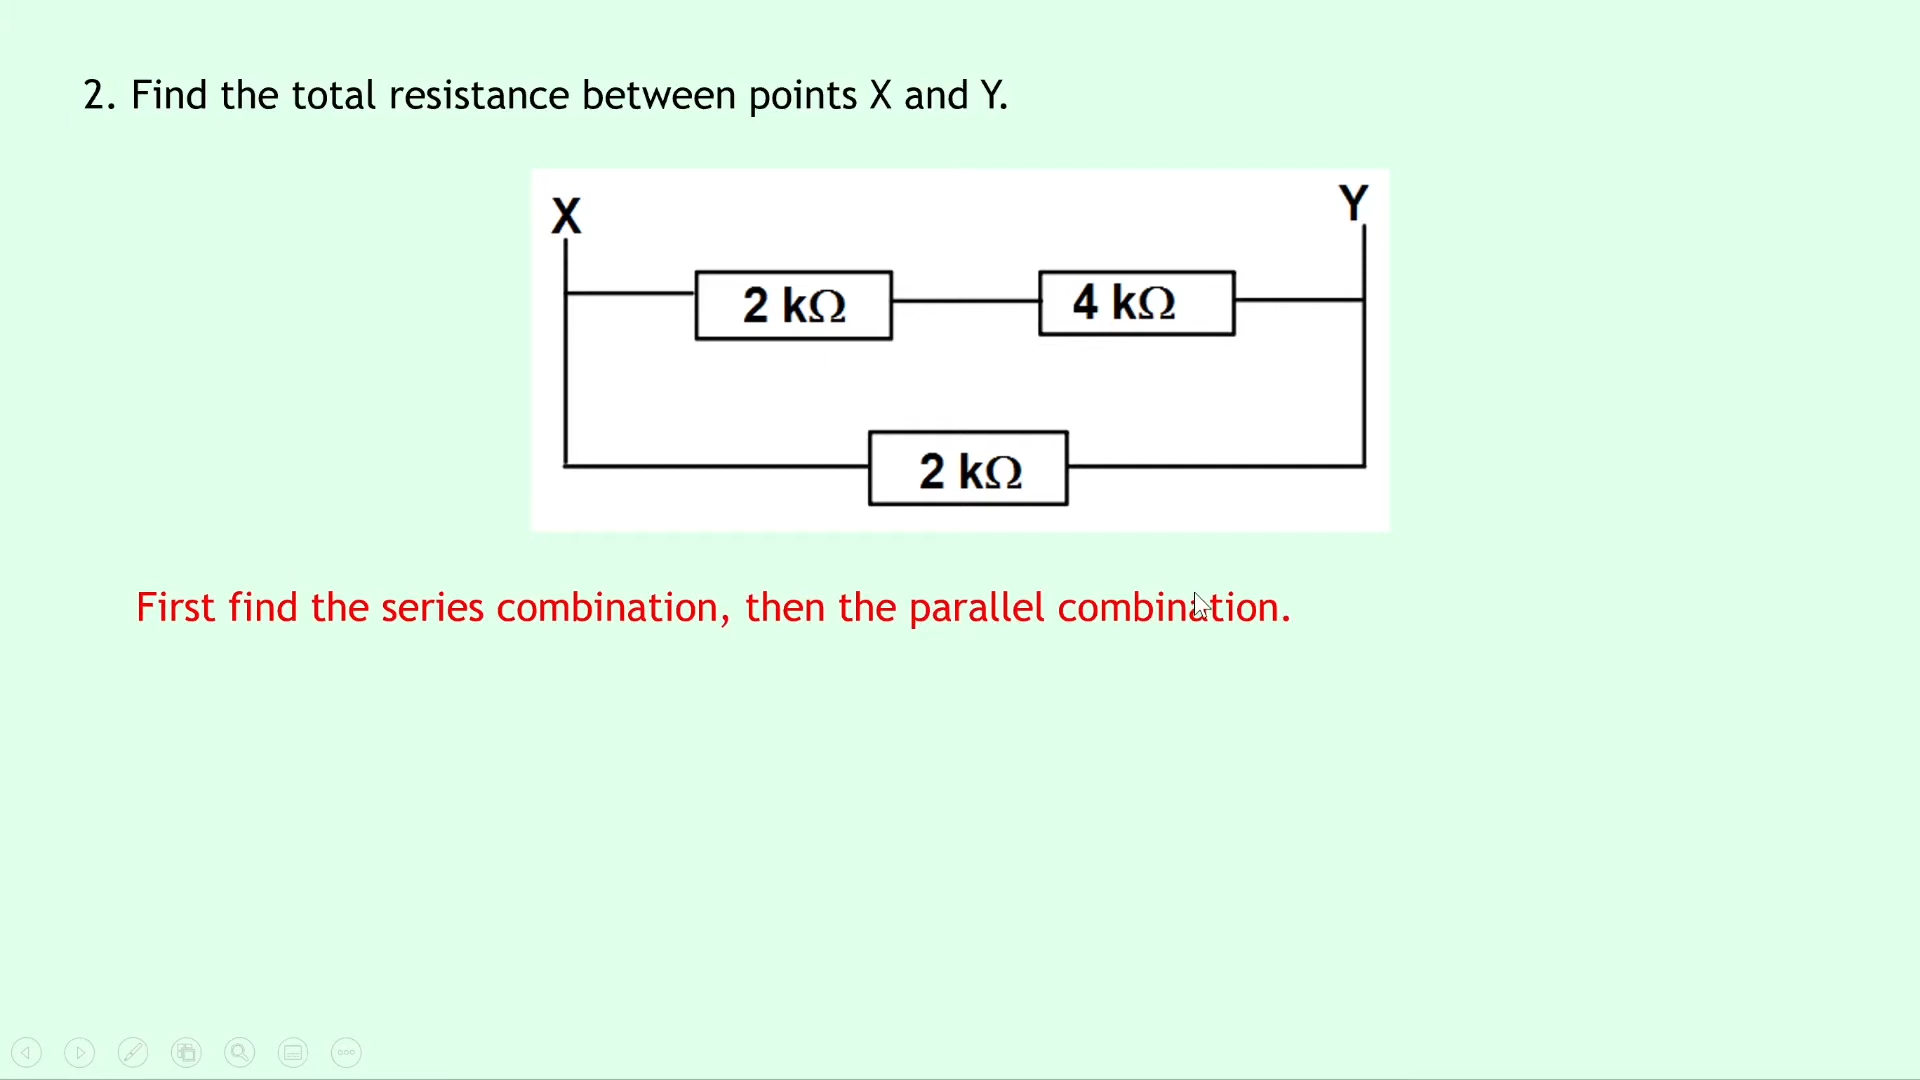 2. Find the total resistance between points X and Y.
X
Y
2 kΩ
4 kΩ
2 kΩ
First find the series combination, then the parallel combination.